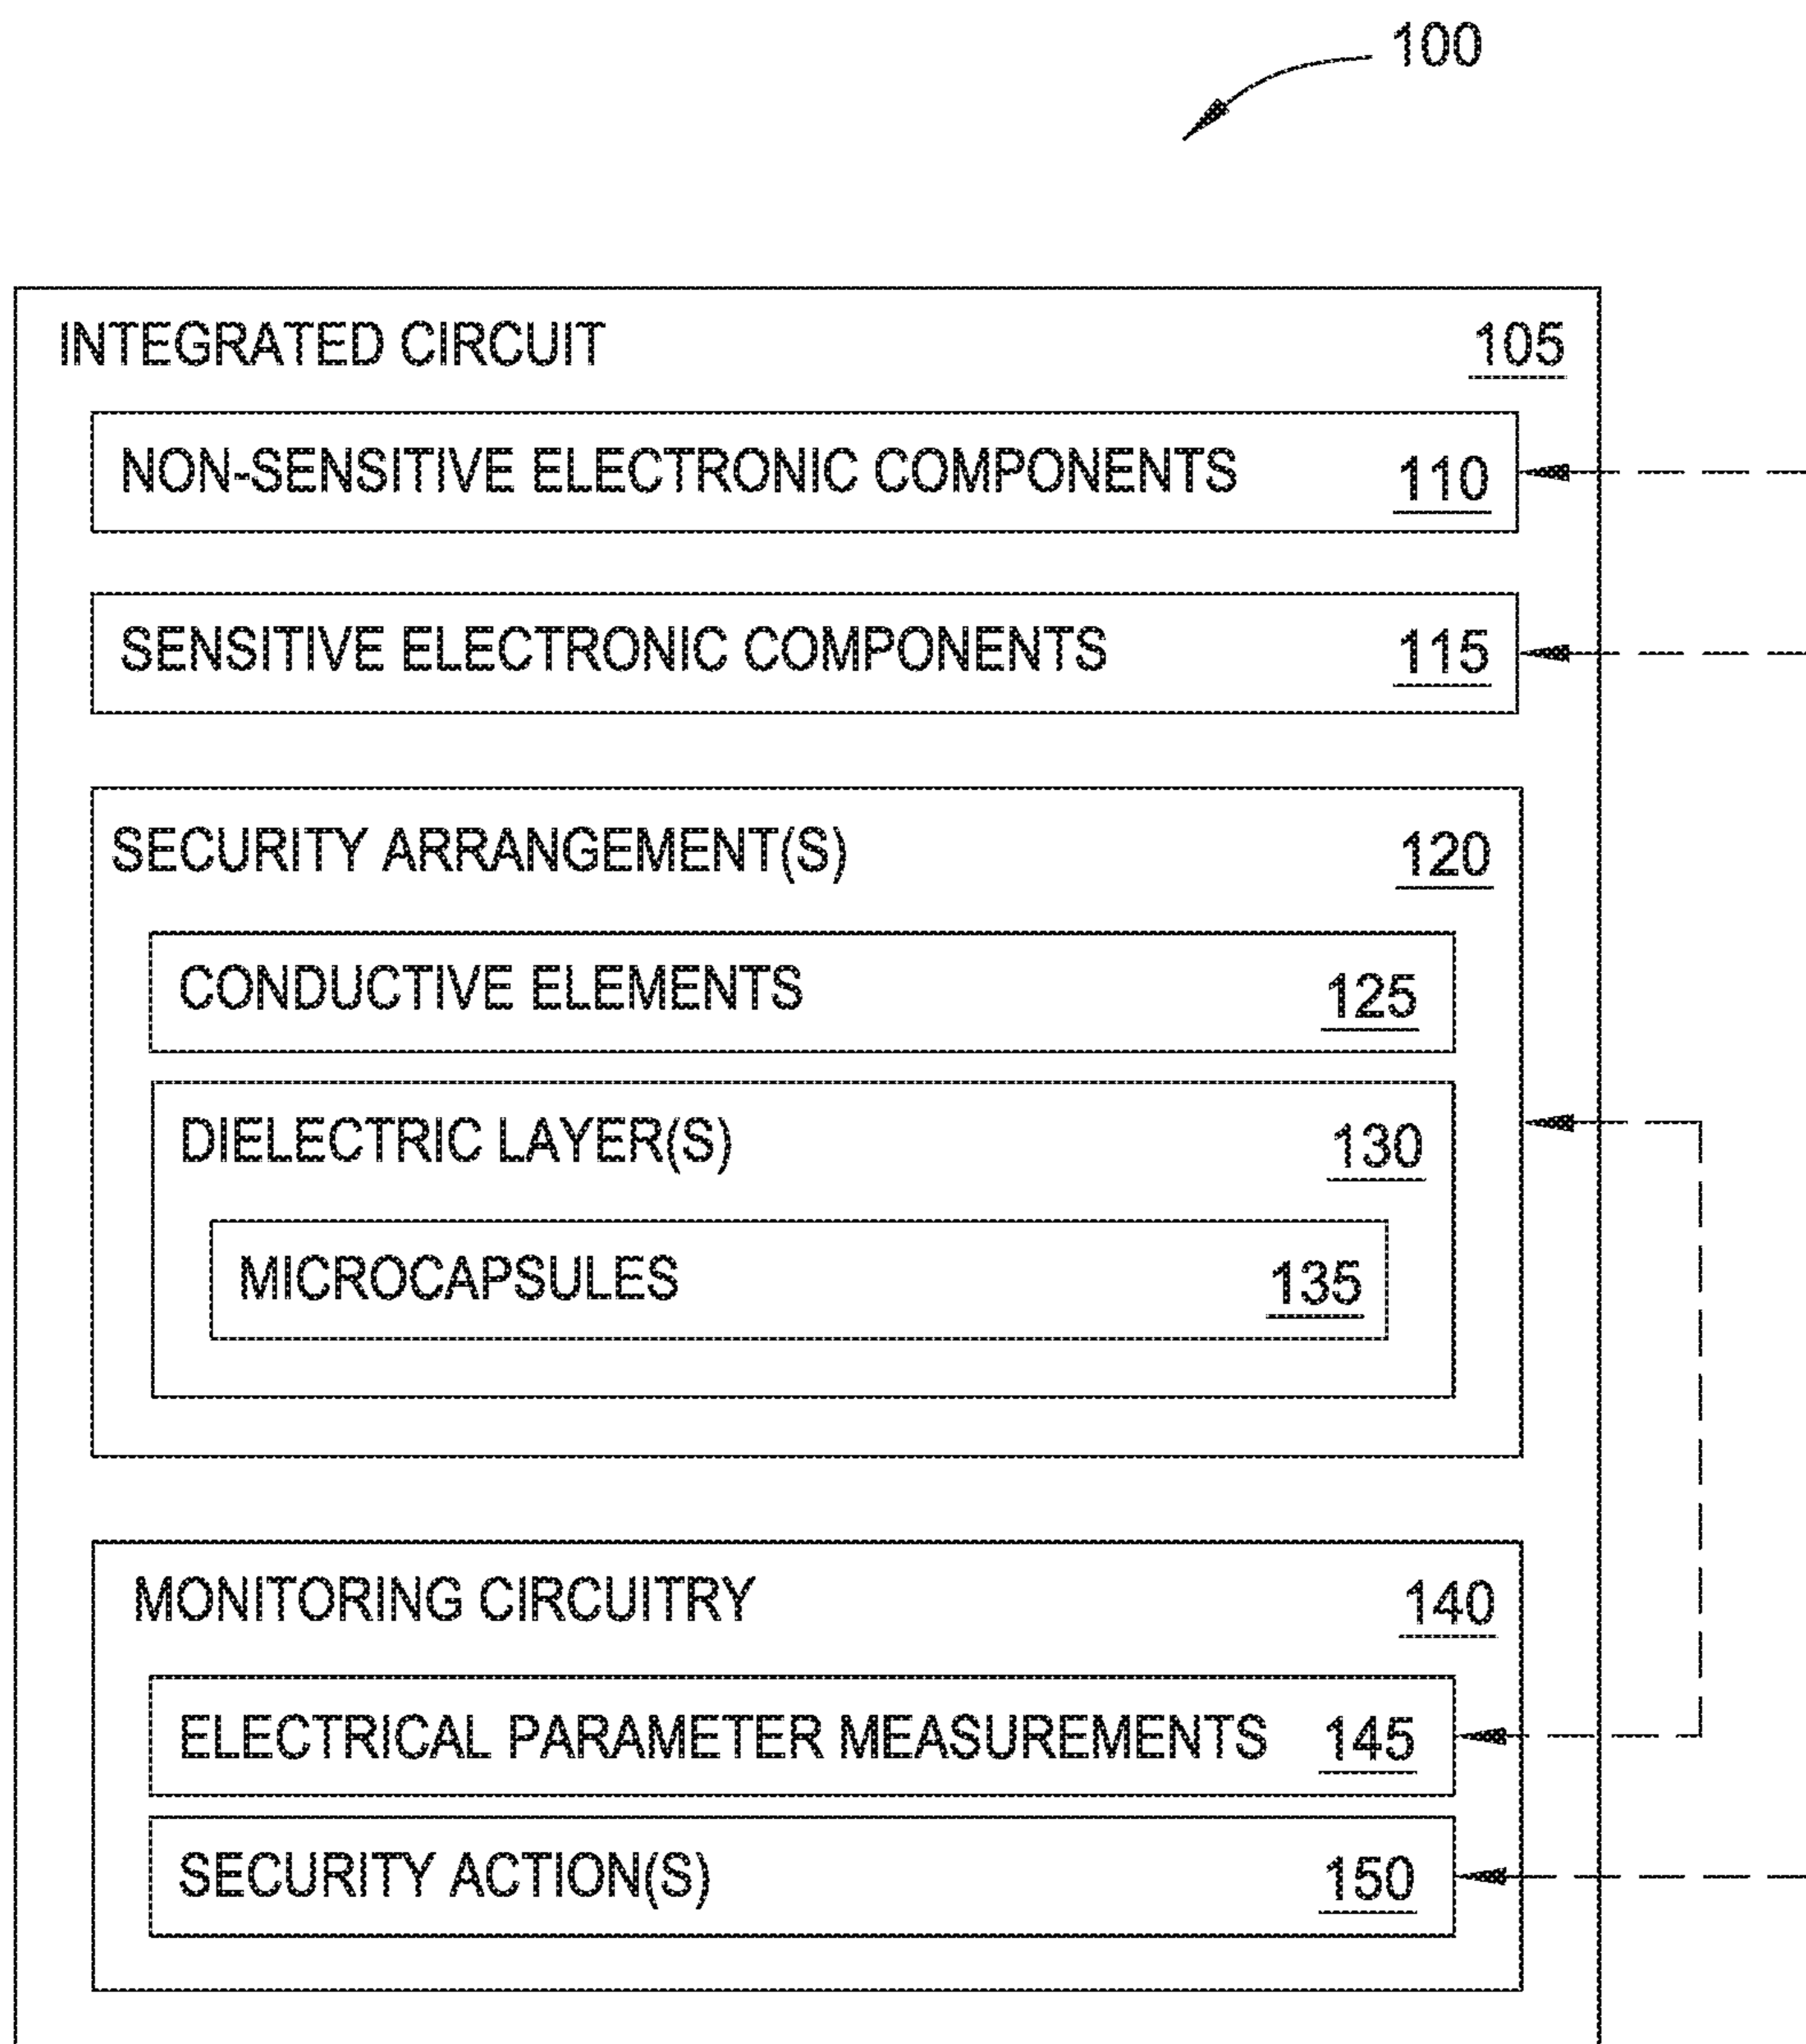 100
INTEGRATED CIRCUIT 105
NON-SENSITIVE ELECTRONIC COMPONENTS 110
SENSITIVE ELECTRONIC COMPONENTS 115
SECURITY ARRANGEMENT(S) 120
CONDUCTIVE ELEMENTS 125
DIELECTRIC LAYER(S) 130
MICROCAPSULES 135
MONITORING CIRCUITRY 140
ELECTRICAL PARAMETER MEASUREMENTS 145
SECURITY ACTION(S) 150